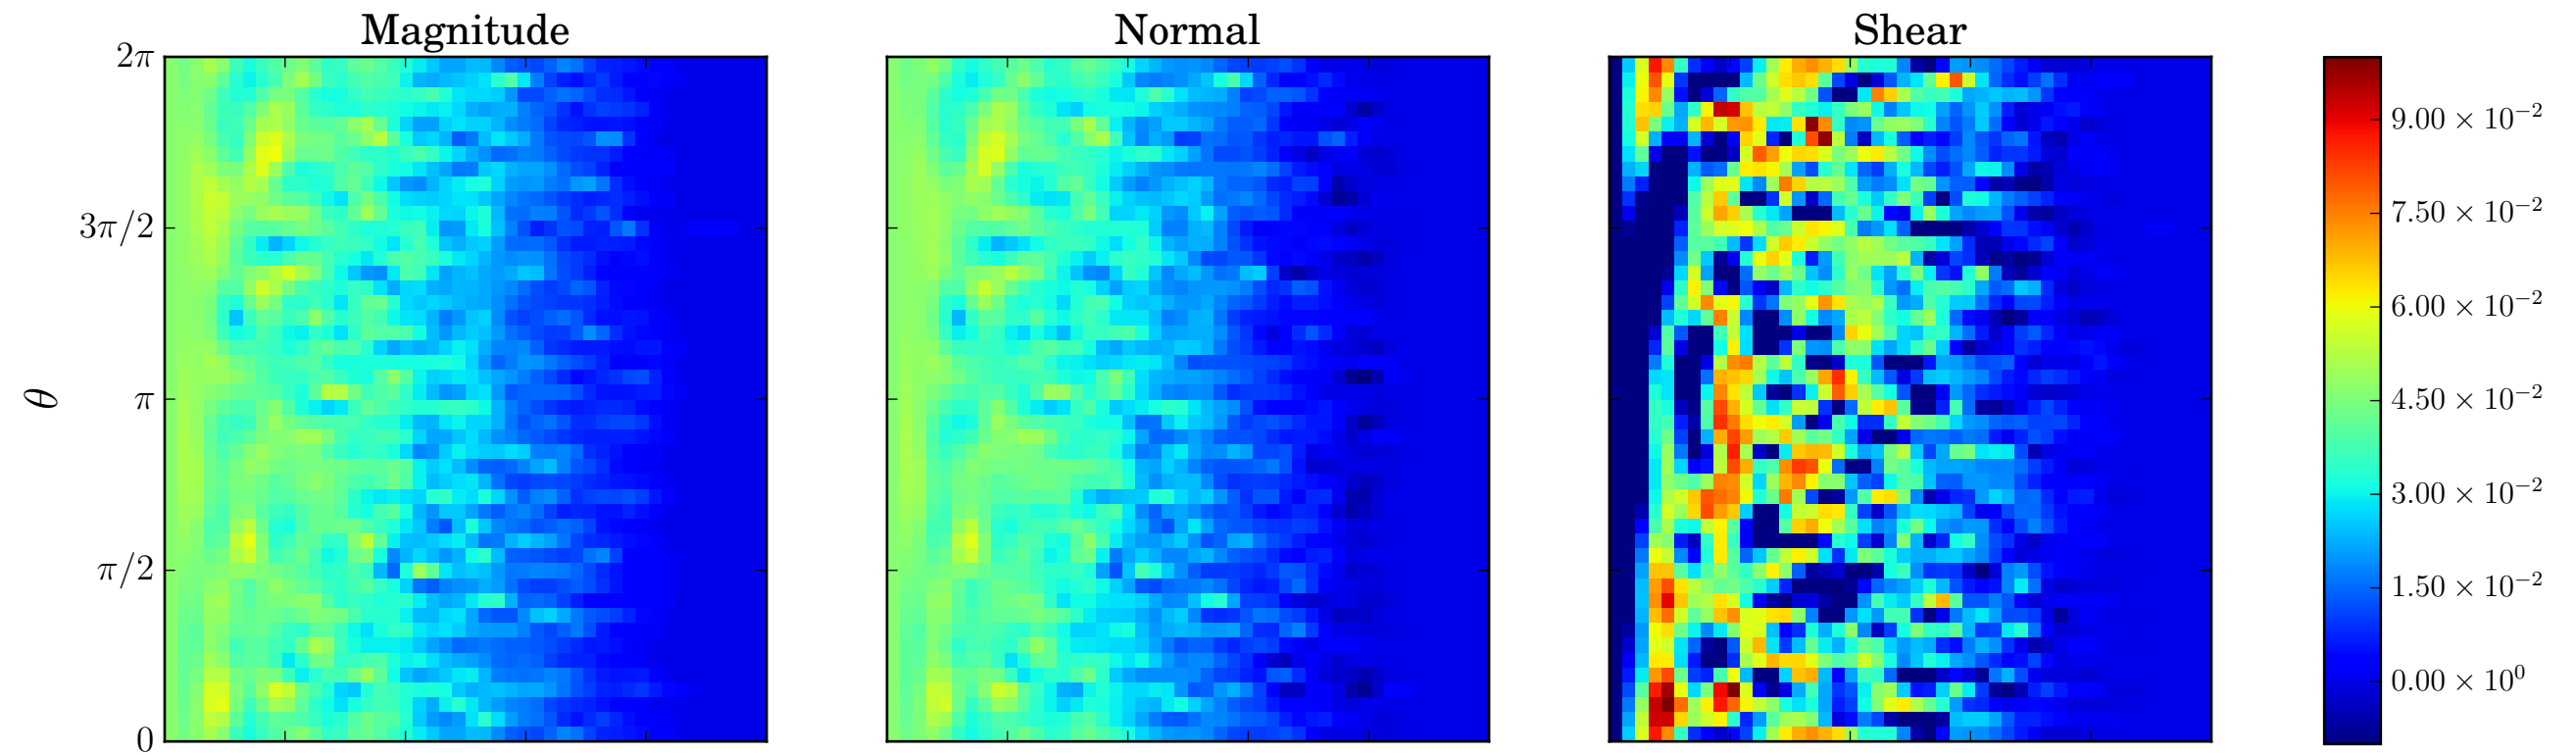 Magnitude
Normal
Shear
2π
3π/2
π
π/2
0
θ
9.00 × 10⁻²
7.50 × 10⁻²
6.00 × 10⁻²
4.50 × 10⁻²
3.00 × 10⁻²
1.50 × 10⁻²
0.00 × 10⁰